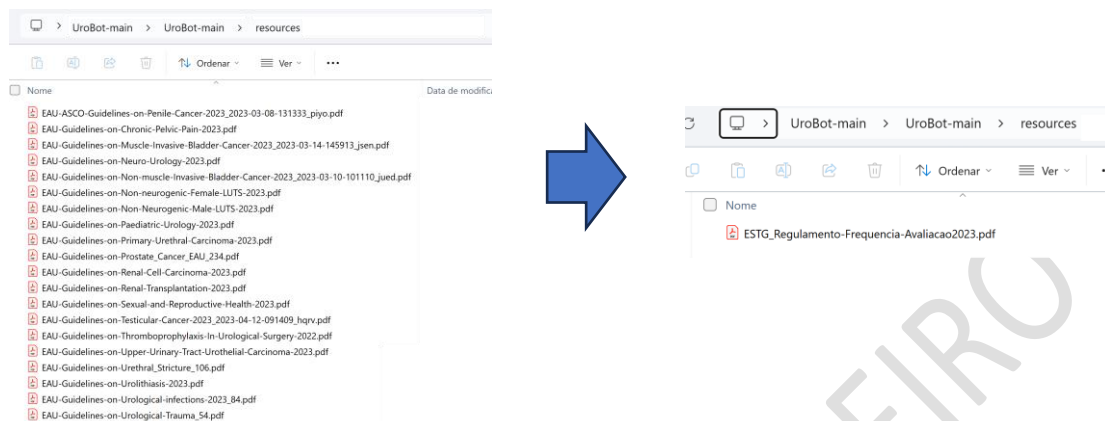 UroBot-main > UroBot-main > resources
Ordenar
Ver
Nome
Data de modific
EAU-ASCO-Guidelines-on-Penile-Cancer-2023_2023-03-08-131333_piyo.pdf
EAU-Guidelines-on-Chronic-Pelvic-Pain-2023.pdf
EAU-Guidelines-on-Muscle-Invasive-Bladder-Cancer-2023_2023-03-14-145913_jsen.pdf
EAU-Guidelines-on-Neuro-Urology-2023.pdf
EAU-Guidelines-on-Non-muscle-Invasive-Bladder-Cancer-2023_2023-03-10-101110_jued.pdf
EAU-Guidelines-on-Non-neurogenic-Female-LUTS-2023.pdf
EAU-Guidelines-on-Non-Neurogenic-Male-LUTS-2023.pdf
EAU-Guidelines-on-Paediatric-Urology-2023.pdf
EAU-Guidelines-on-Primary-Urethral-Carcinoma-2023.pdf
EAU-Guidelines-on-Prostate_Cancer_EAU_234.pdf
EAU-Guidelines-on-Renal-Cell-Carcinoma-2023.pdf
EAU-Guidelines-on-Renal-Transplantation-2023.pdf
EAU-Guidelines-on-Sexual-and-Reproductive-Health-2023.pdf
EAU-Guidelines-on-Testicular-Cancer-2023_2023-04-12-091409_hqrv.pdf
EAU-Guidelines-on-Thromboprophylaxis-In-Urological-Surgery-2022.pdf
EAU-Guidelines-on-Upper-Urinary-Tract-Urothelial-Carcinoma-2023.pdf
EAU-Guidelines-on-Urethral_Stricture_106.pdf
EAU-Guidelines-on-Urolithiasis-2023.pdf
EAU-Guidelines-on-Urological-infections-2023_84.pdf
EAU-Guidelines-on-Urological-Trauma_54.pdf
UroBot-main > UroBot-main > resources
Ordenar
Ver
Nome
ESTG_Regulamento-Frequencia-Avaliacao2023.pdf
EIRO